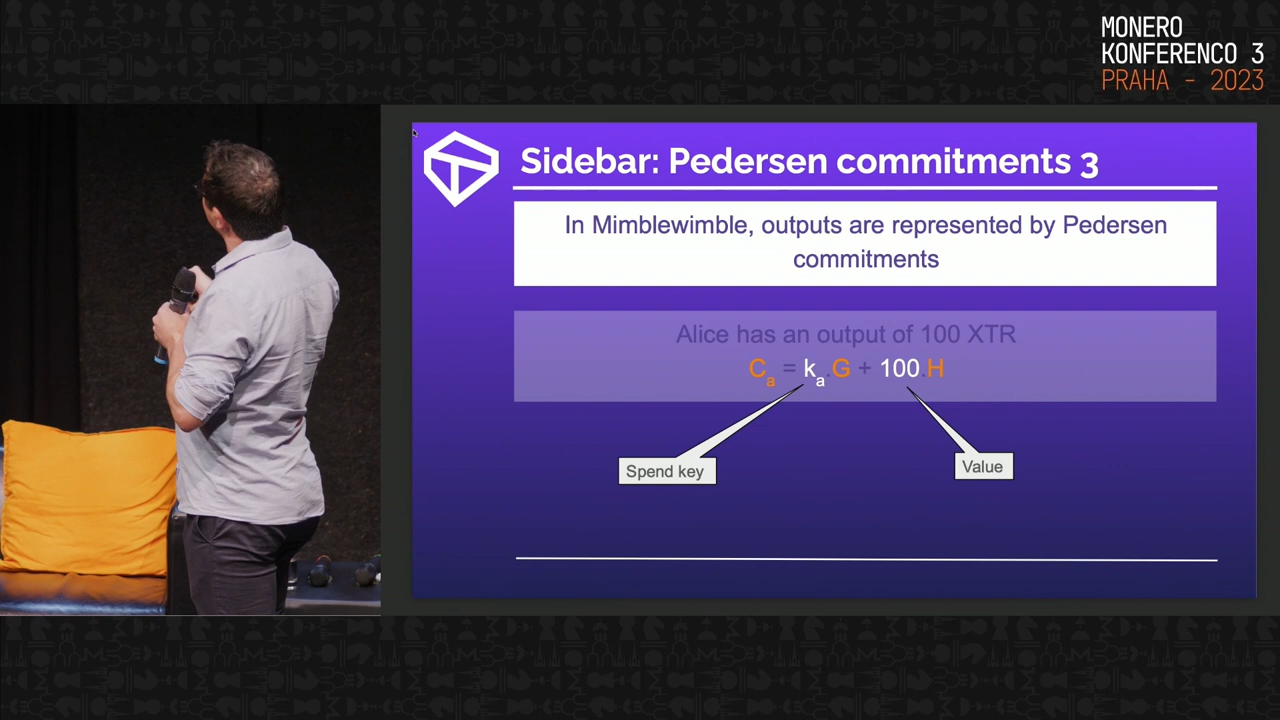 MONERO
KONFERENCO 3
PRAHA - 2023
Sidebar: Pedersen commitments 3
In Mimblewimble, outputs are represented by Pedersen
commitments
Alice has an output of 100 XTR
Cₐ = kₐ.G + 100.H
Spend key
Value